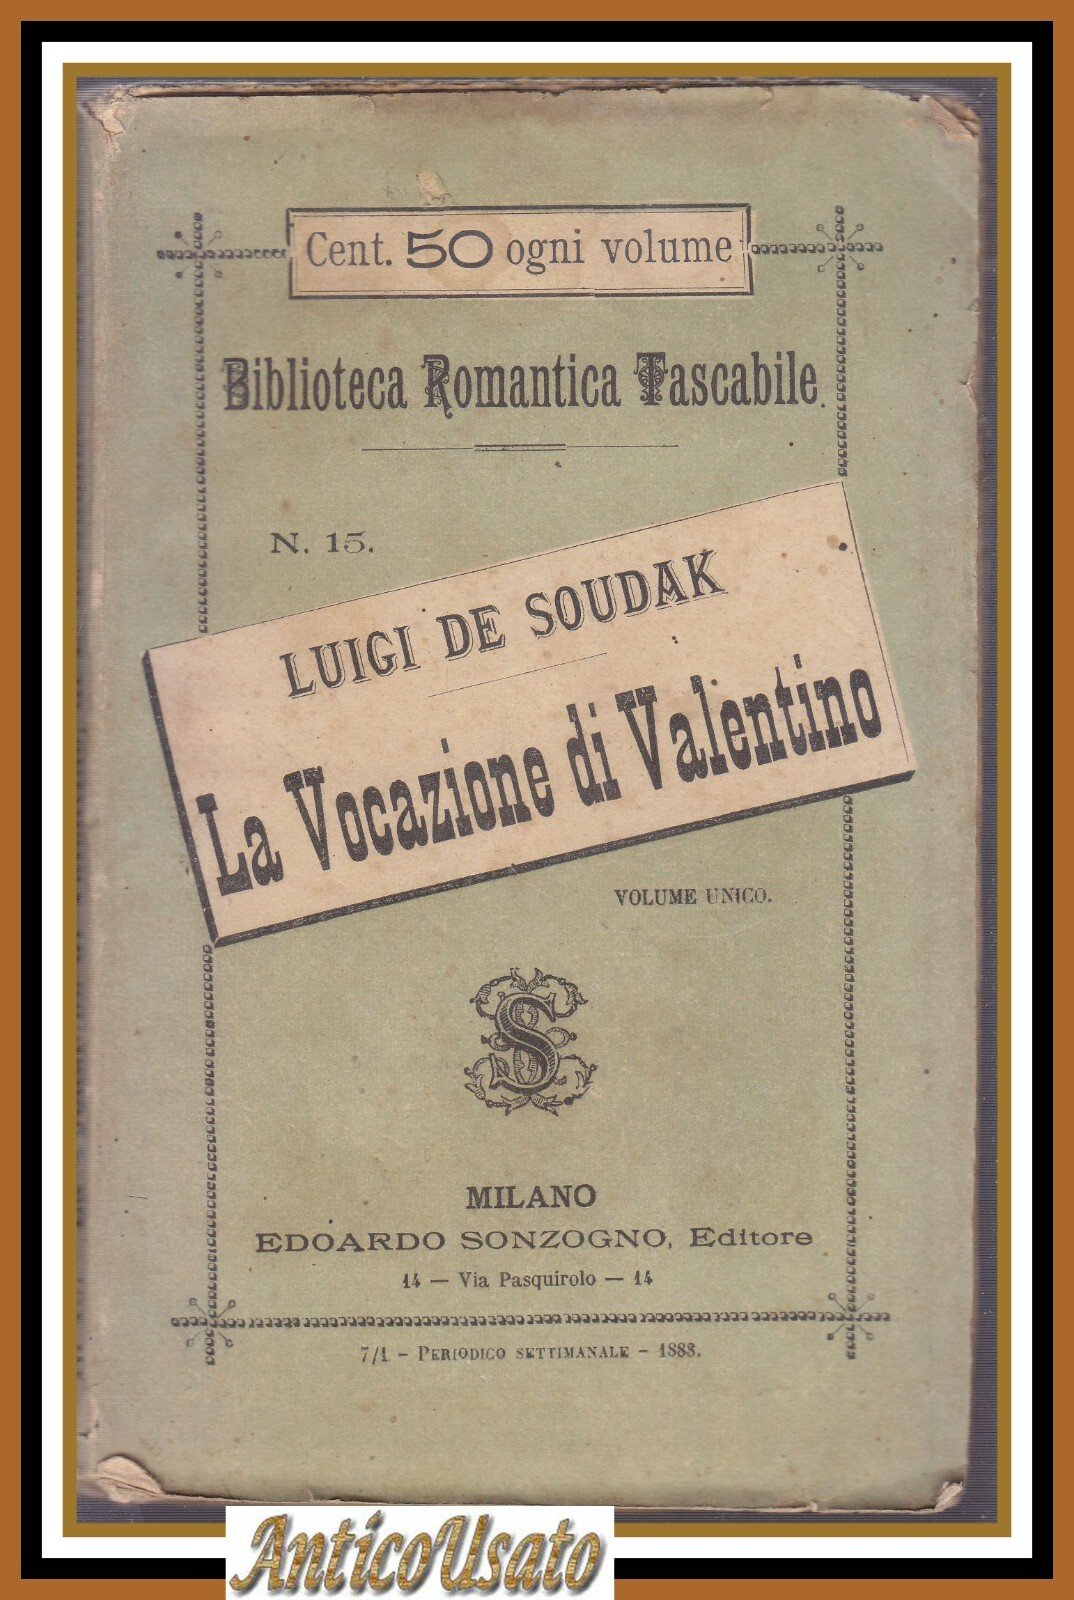 Cent. 50 ogni volume
Biblioteca Romantica Tascabile.
N. 15.
LUIGI DE SOUDAK
La Vocazione di Valentino
VOLUME UNICO.
S
MILANO
EDOARDO SONZOGNO, Editore
14 — Via Pasquirolo — 14
7/1 - PERIODICO SETTIMANALE - 1888.
AnticoUsato